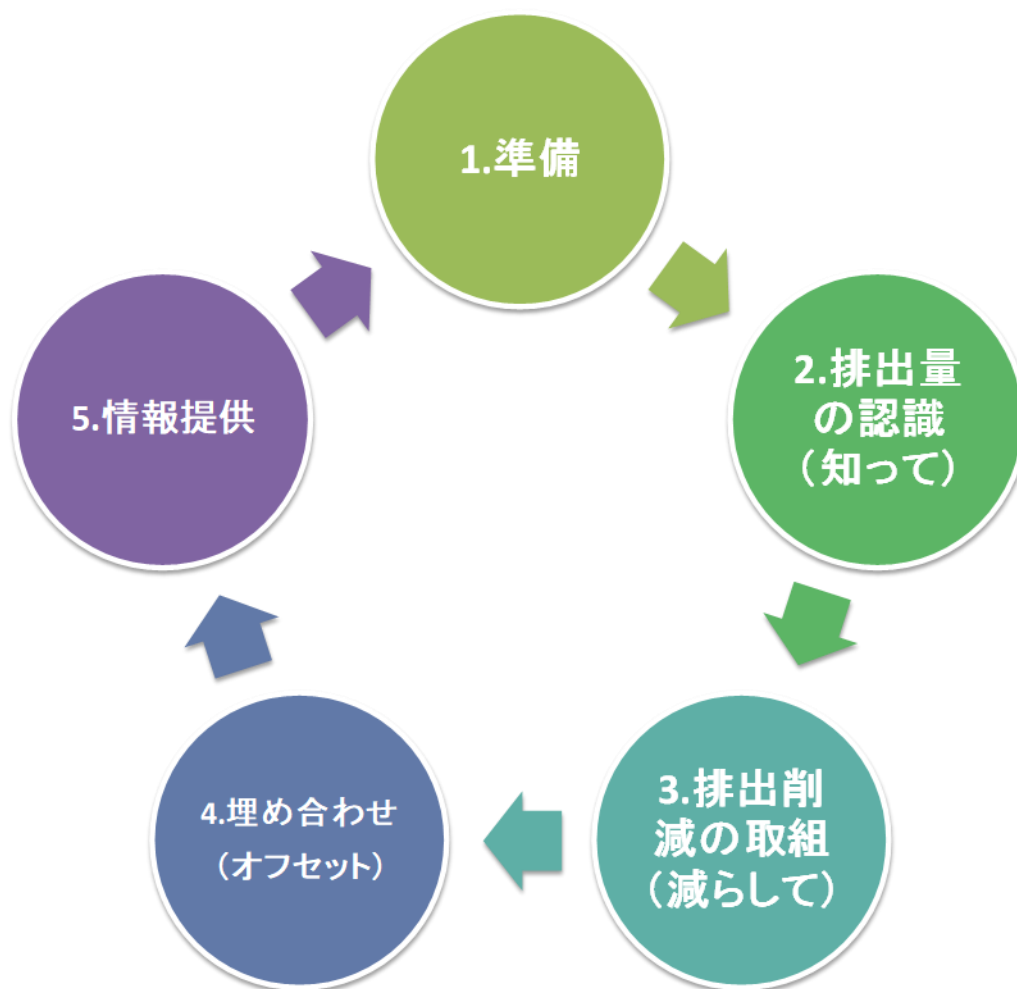 1.準備
2.排出量
の認識
（知って）
3.排出削
減の取組
（減らして）
4.埋め合わせ
（オフセット）
5.情報提供